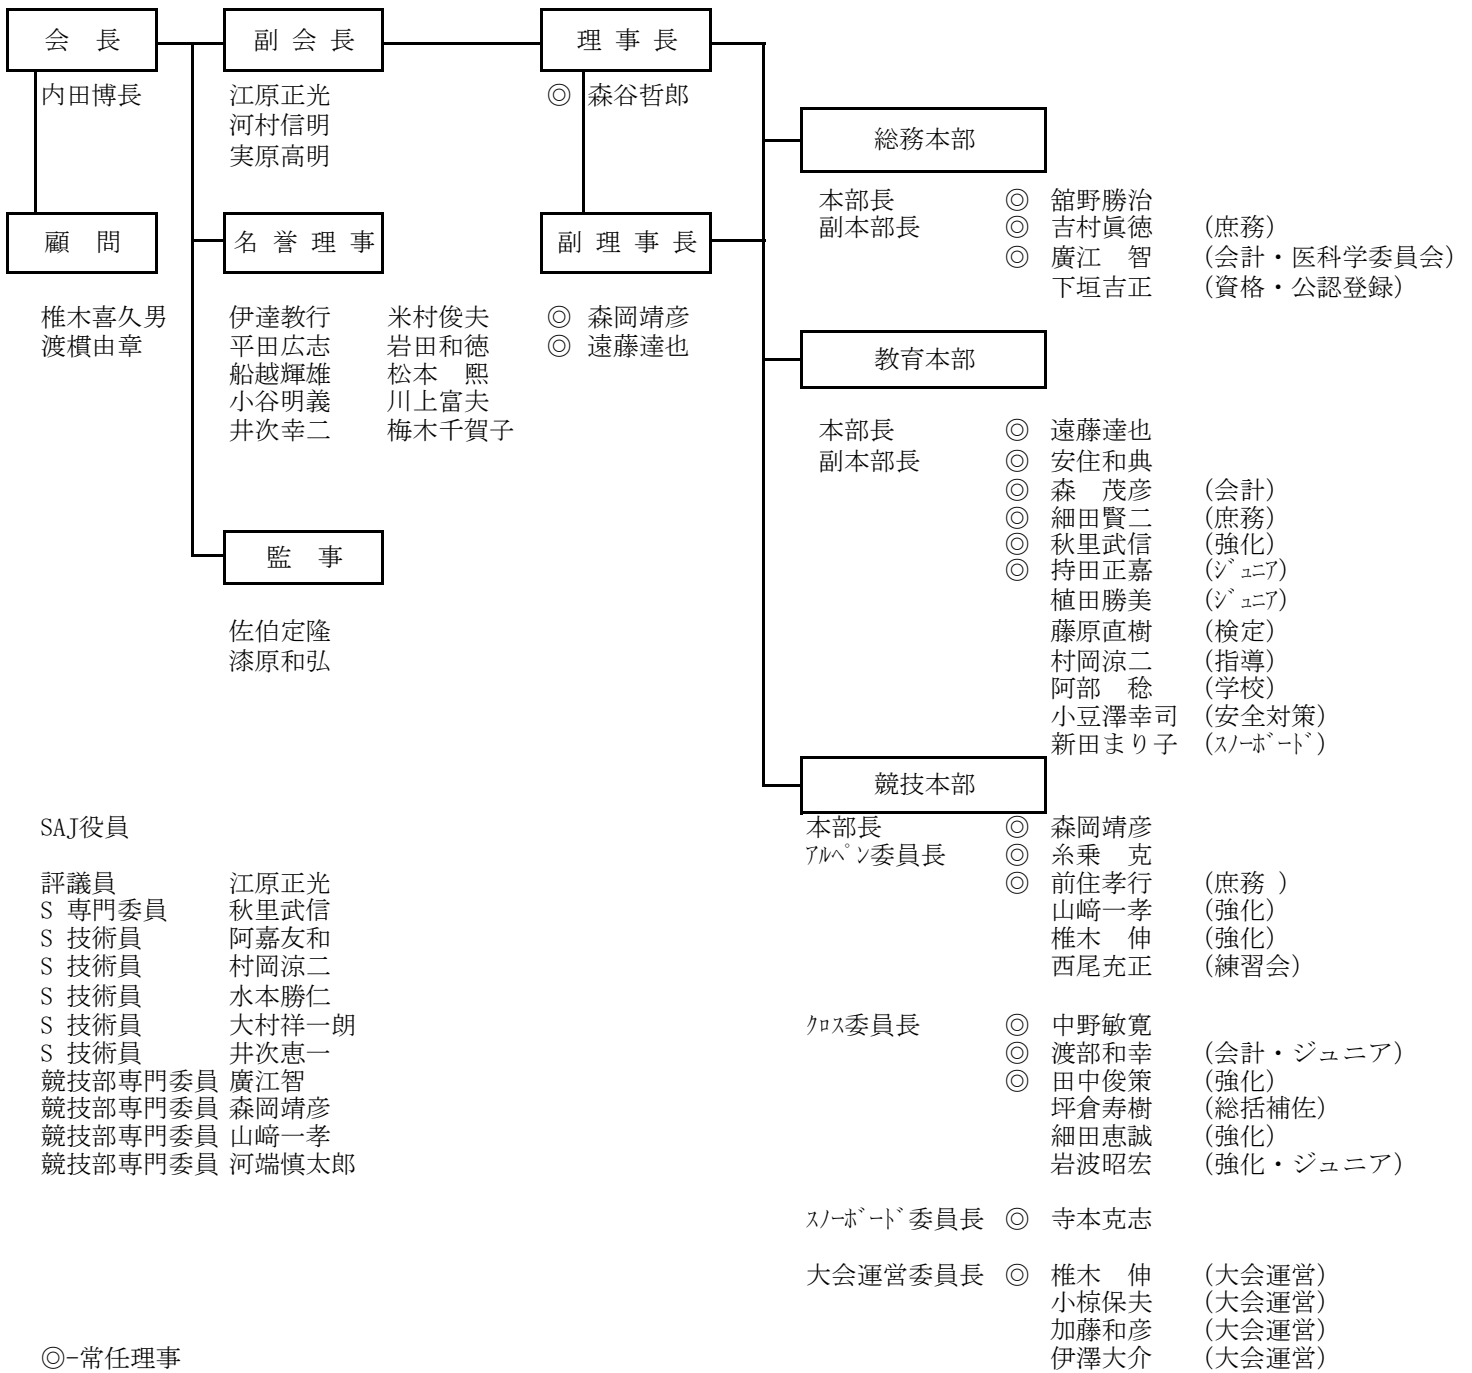 会 長
副 会 長
理 事 長
内田博長
江原正光
河村信明
実原高明
◎ 森谷哲郎
顧 問
名 誉 理 事
副 理 事 長
椎木喜久男
渡槓由章
伊達教行 米村俊夫
平田広志 岩田和徳
船越輝雄 松本 熙
小谷明義 川上富夫
井次幸二 梅木千賀子
◎ 森岡靖彦
◎ 遠藤達也
監 事
佐伯定隆
漆原和弘
総務本部
本部長 ◎ 舘野勝治
副本部長 ◎ 吉村眞徳 (庶務)
◎ 廣江 智 (会計・医科学委員会)
下垣吉正 (資格・公認登録)
教育本部
本部長 ◎ 遠藤達也
副本部長 ◎ 安住和典
◎ 森 茂彦 (会計)
◎ 細田賢二 (庶務)
◎ 秋里武信 (強化)
◎ 持田正嘉 (ジュニア)
植田勝美 (ジュニア)
藤原直樹 (検定)
村岡涼二 (指導)
阿部 稔 (学校)
小豆澤幸司 (安全対策)
新田まり子 (スノーボード)
競技本部
本部長 ◎ 森岡靖彦
アルペン委員長 ◎ 糸乗 克
◎ 前住孝行 (庶務 )
山﨑一孝 (強化)
椎木 伸 (強化)
西尾充正 (練習会)
クロス委員長 ◎ 中野敏寛
◎ 渡部和幸 (会計・ジュニア)
◎ 田中俊策 (強化)
坪倉寿樹 (総括補佐)
細田恵誠 (強化)
岩波昭宏 (強化・ジュニア)
スノーボード委員長 ◎ 寺本克志
大会運営委員長 ◎ 椎木 伸 (大会運営)
小椋保夫 (大会運営)
加藤和彦 (大会運営)
伊澤大介 (大会運営)
SAJ役員
評議員 江原正光
S 専門委員 秋里武信
S 技術員 阿嘉友和
S 技術員 村岡涼二
S 技術員 水本勝仁
S 技術員 大村祥一朗
S 技術員 井次恵一
競技部専門委員 廣江智
競技部専門委員 森岡靖彦
競技部専門委員 山﨑一孝
競技部専門委員 河端慎太郎
◎-常任理事